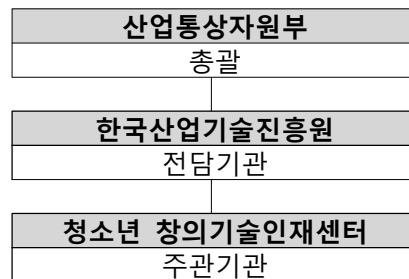 산업통상자원부
총괄
한국산업기술진흥원
전담기관
청소년 창의기술인재센터
주관기관